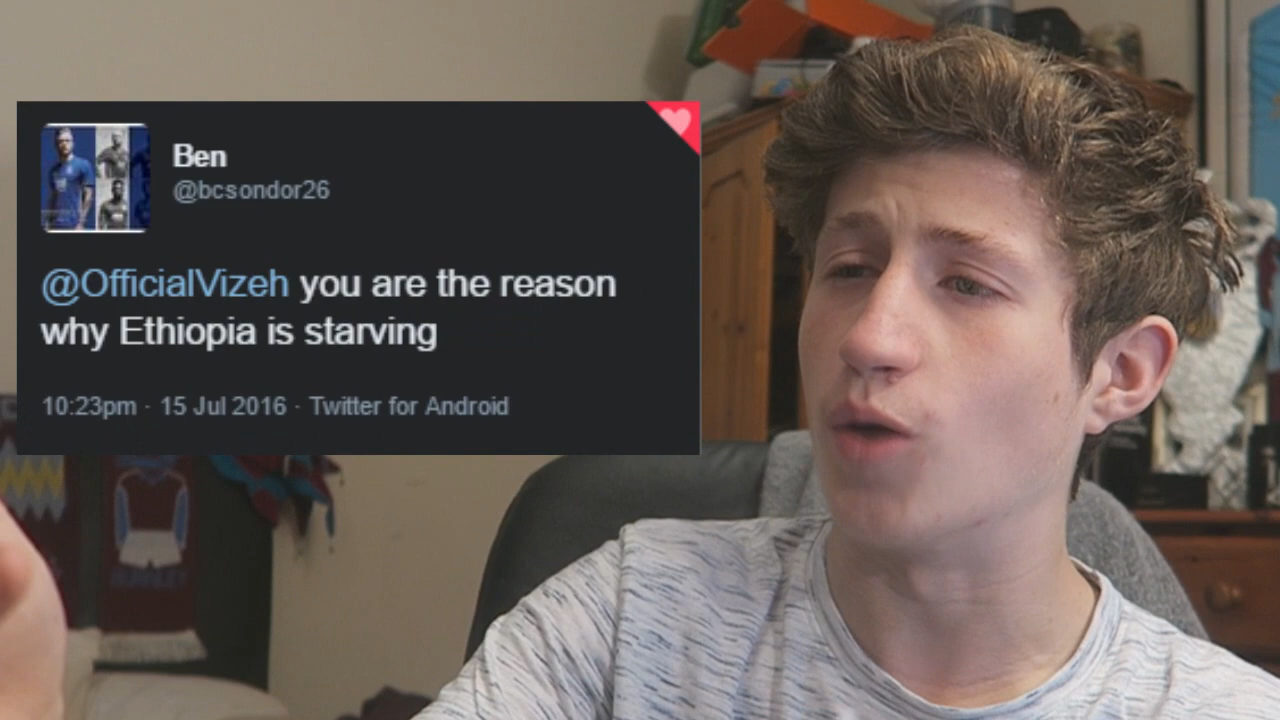 Ben
@bcsondor26
@OfficialVizeh you are the reason
why Ethiopia is starving
10:23pm · 15 Jul 2016 · Twitter for Android